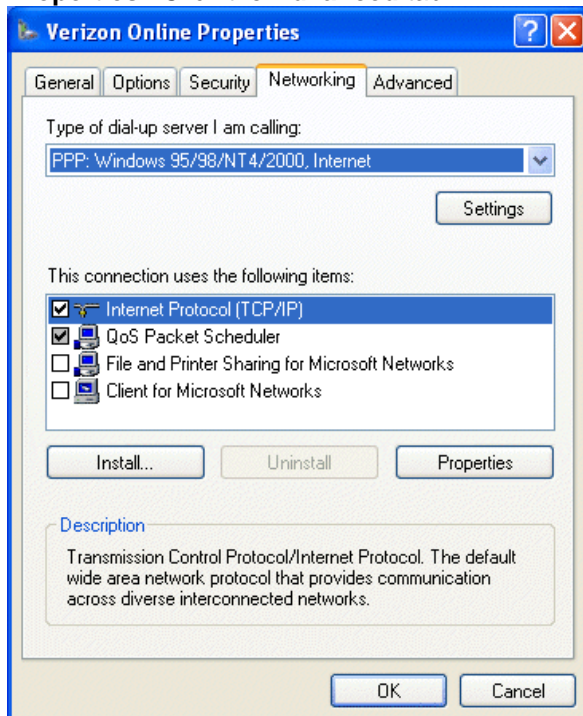 Verizon Online Properties
General Options Security Networking Advanced
Type of dial-up server I am calling:
PPP: Windows 95/98/NT4/2000, Internet
Settings
This connection uses the following items:
Internet Protocol (TCP/IP)
QoS Packet Scheduler
File and Printer Sharing for Microsoft Networks
Client for Microsoft Networks
Install... Uninstall Properties
Description
Transmission Control Protocol/Internet Protocol. The default
wide area network protocol that provides communication
across diverse interconnected networks.
OK Cancel